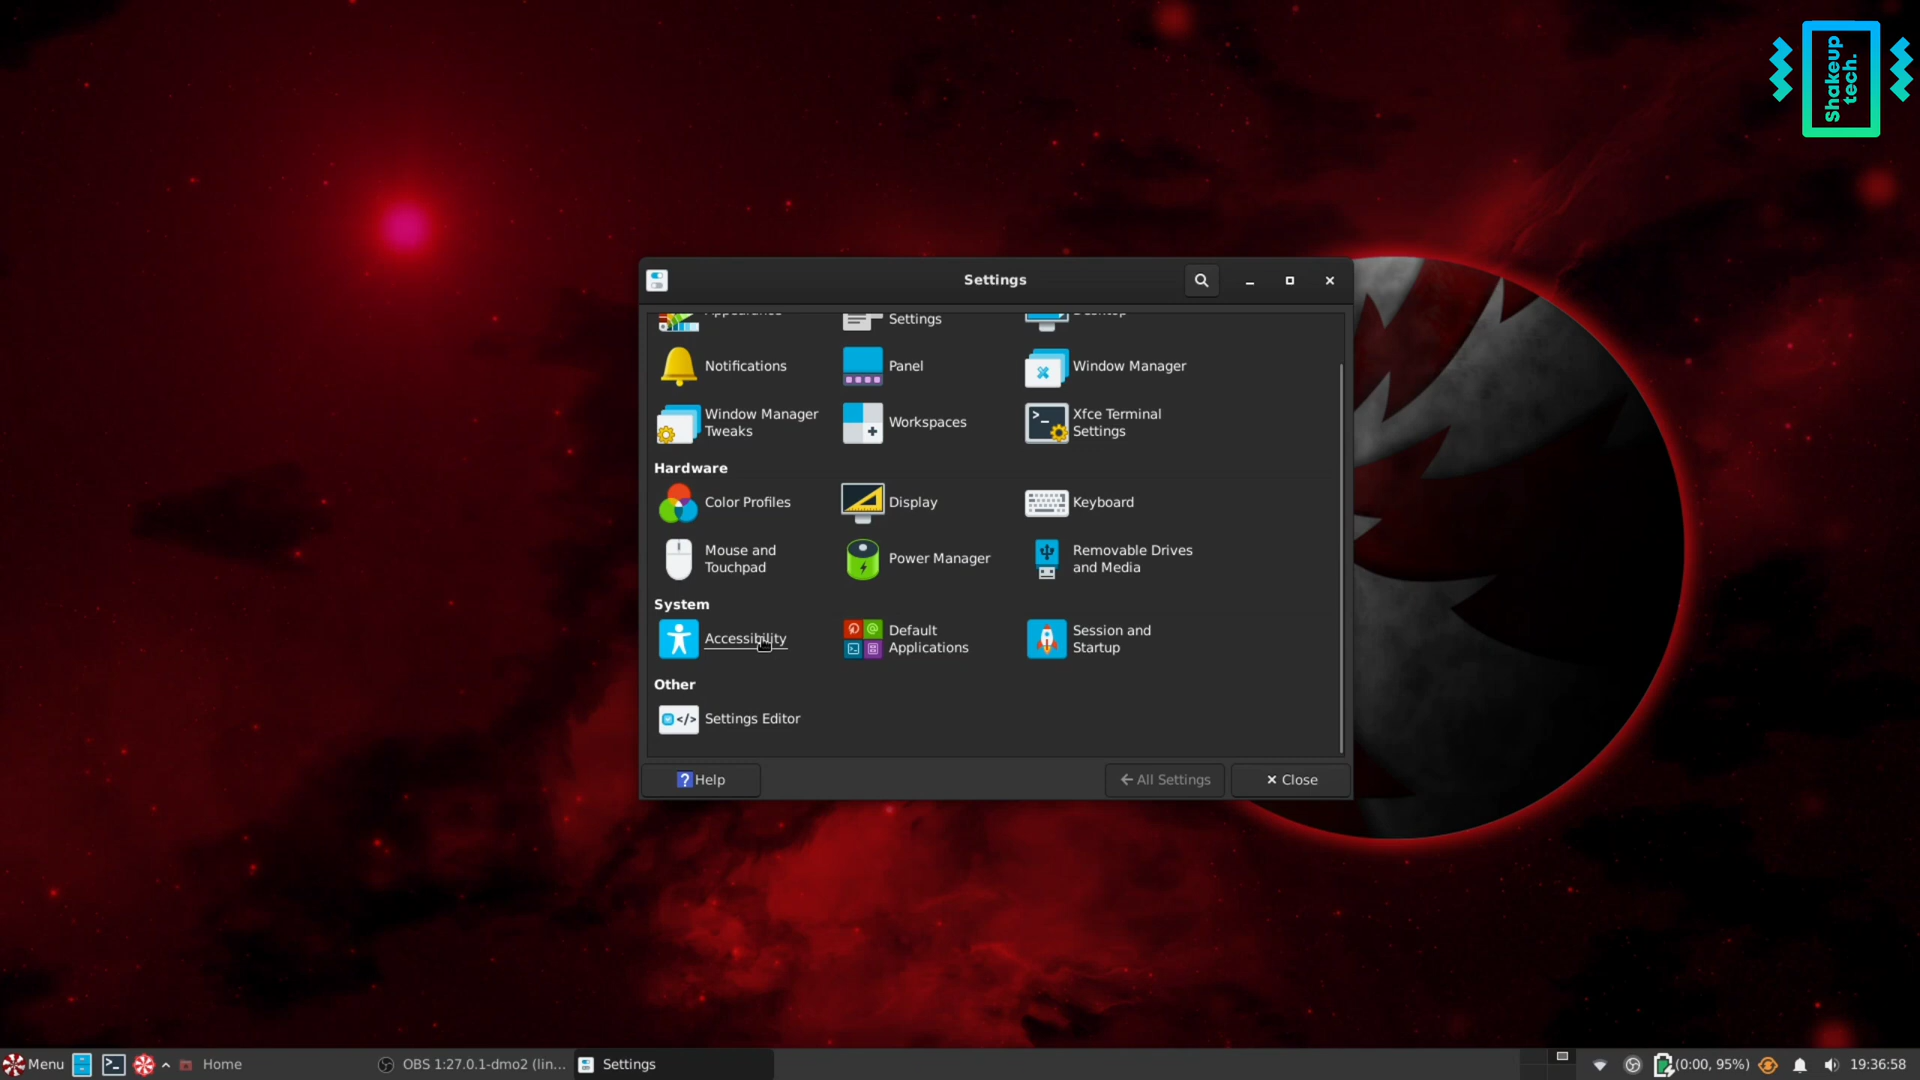 Shakeup
tech.
Settings
Appearance
Settings
Desktop
Notifications
Panel
Window Manager
Window Manager
Tweaks
Workspaces
Xfce Terminal
Settings
Hardware
Color Profiles
Display
Keyboard
Mouse and
Touchpad
Power Manager
Removable Drives
and Media
System
Accessibility
Default
Applications
Session and
Startup
Other
Settings Editor
? Help
← All Settings
× Close
Menu
Home
OBS 1:27.0.1-dmo2 (lin...
Settings
(0:00, 95%)
19:36:58